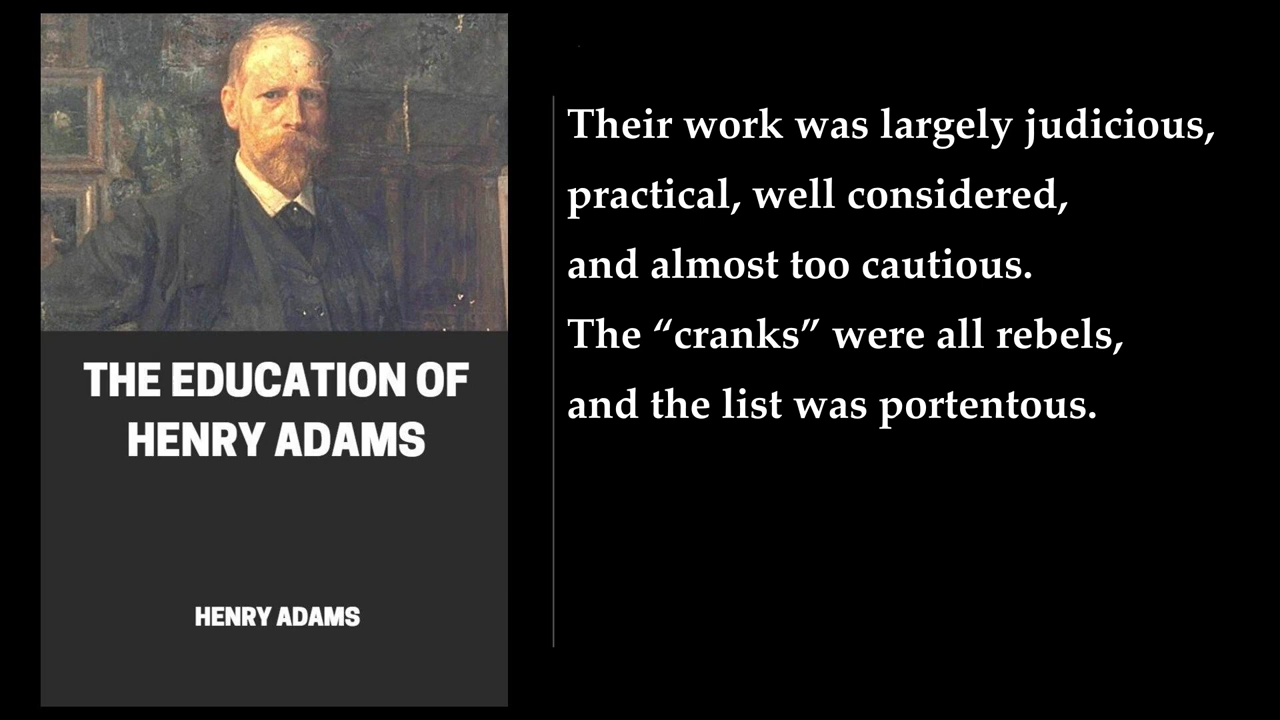 THE EDUCATION OF
HENRY ADAMS
HENRY ADAMS
Their work was largely judicious,
practical, well considered,
and almost too cautious.
The “cranks” were all rebels,
and the list was portentous.